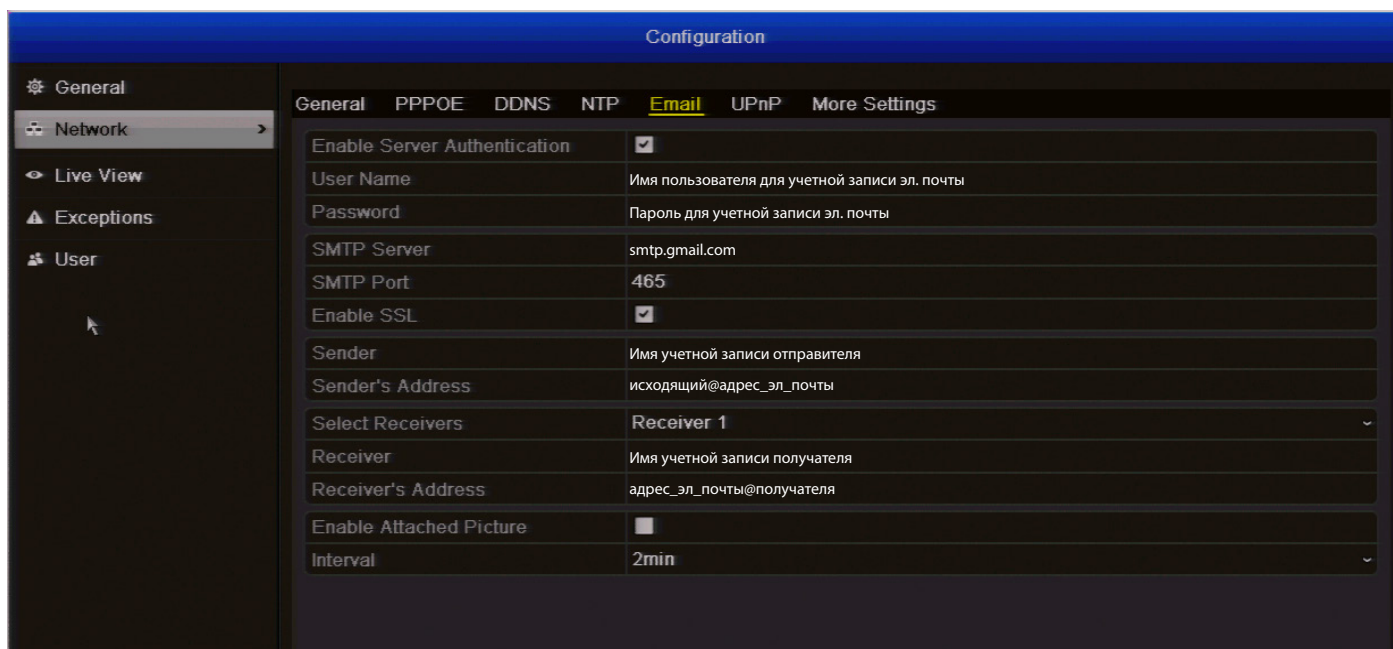 Configuration
General
Network
Live View
Exceptions
User
General PPPOE DDNS NTP Email UPnP More Settings
Enable Server Authentication
User Name Имя пользователя для учетной записи эл. почты
Password Пароль для учетной записи эл. почты
SMTP Server smtp.gmail.com
SMTP Port 465
Enable SSL
Sender Имя учетной записи отправителя
Sender's Address исходящий@адрес_эл_почты
Select Receivers Receiver 1
Receiver Имя учетной записи получателя
Receiver's Address адрес_эл_почты@получателя
Enable Attached Picture
Interval 2min